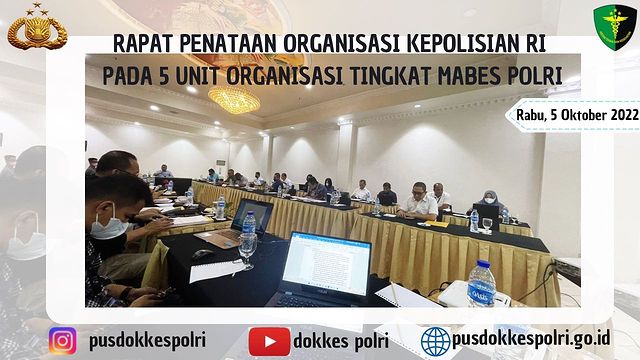 RAPAT PENATAAN ORGANISASI KEPOLISIAN RI
PADA 5 UNIT ORGANISASI TINGKAT MABES POLRI
Rabu, 5 Oktober 2022
pusdokkespolri
dokkes polri
pusdokkespolri.go.id